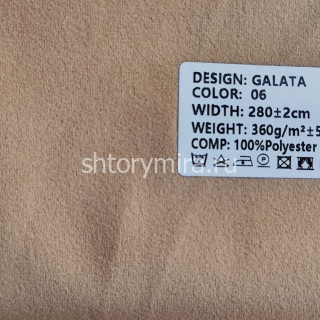 DESIGN: GALATA
COLOR: 06
WIDTH: 280±2cm
WEIGHT: 360g/m²±5
COMP: 100%Polyester
shtorymira.ru